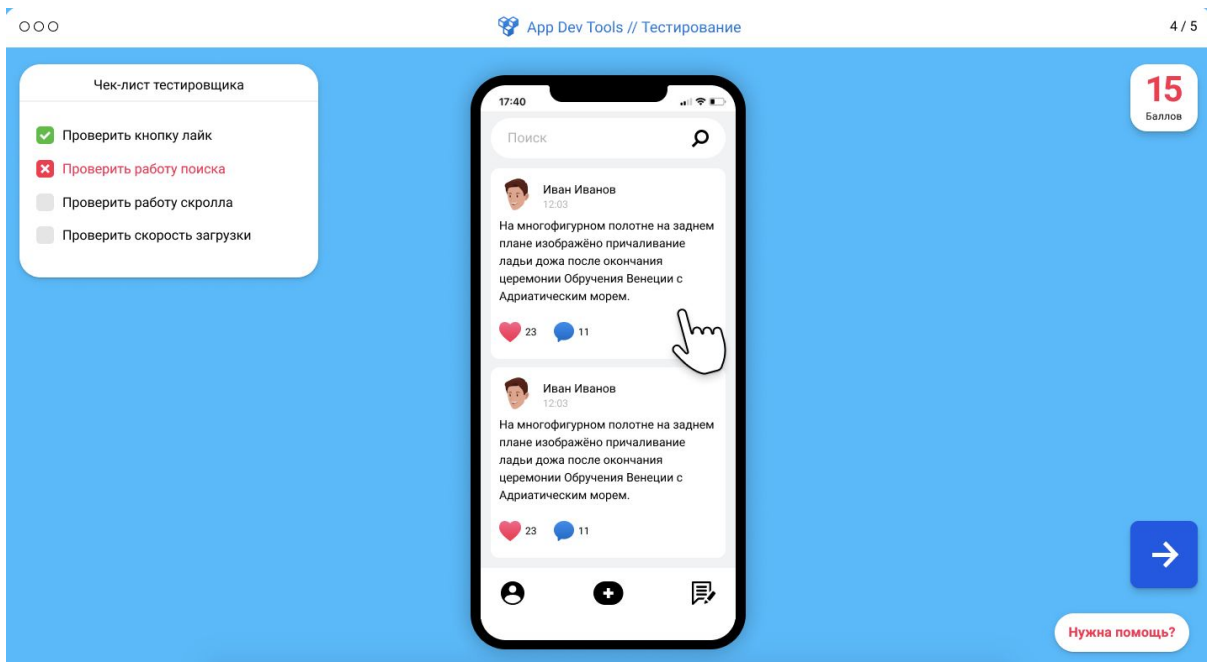 App Dev Tools // Тестирование
4 / 5
Чек-лист тестировщика
Проверить кнопку лайк
Проверить работу поиска
Проверить работу скролла
Проверить скорость загрузки
15
Баллов
17:40
Поиск
Иван Иванов
12:03
На многофигурном полотне на заднем
плане изображёно причаливание
ладьи дожа после окончания
церемонии Обручения Венеции с
Адриатическим морем.
23 11
Иван Иванов
12:03
На многофигурном полотне на заднем
плане изображёно причаливание
ладьи дожа после окончания
церемонии Обручения Венеции с
Адриатическим морем.
23 11
Нужна помощь?